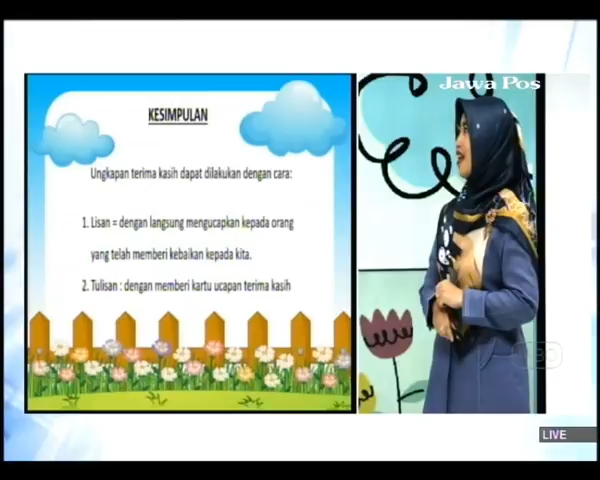 Jawa Pos
KESIMPULAN
Ungkapan terima kasih dapat dilakukan dengan cara:
1. Lisan = dengan langsung mengucapkan kepada orang
yang telah memberi kebaikan kepada kita.
2. Tulisan : dengan memberi kartu ucapan terima kasih
LIVE